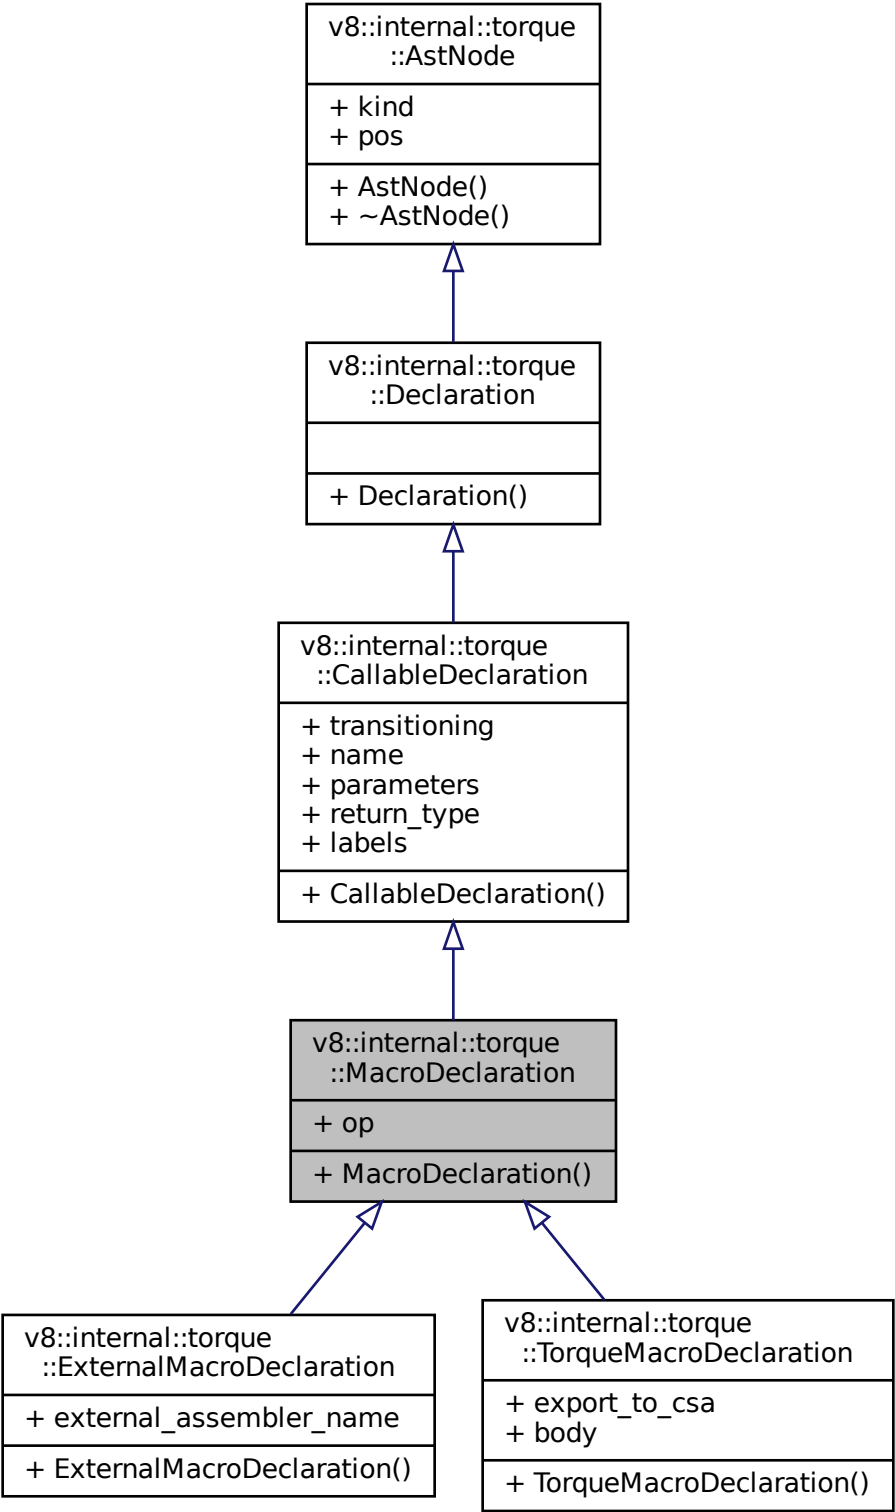 v8::internal::torque
::AstNode
+ kind
+ pos
+ AstNode()
+ ~AstNode()
v8::internal::torque
::Declaration
+ Declaration()
v8::internal::torque
::CallableDeclaration
+ transitioning
+ name
+ parameters
+ return_type
+ labels
+ CallableDeclaration()
v8::internal::torque
::MacroDeclaration
+ op
+ MacroDeclaration()
v8::internal::torque
::ExternalMacroDeclaration
+ external_assembler_name
+ ExternalMacroDeclaration()
v8::internal::torque
::TorqueMacroDeclaration
+ export_to_csa
+ body
+ TorqueMacroDeclaration()